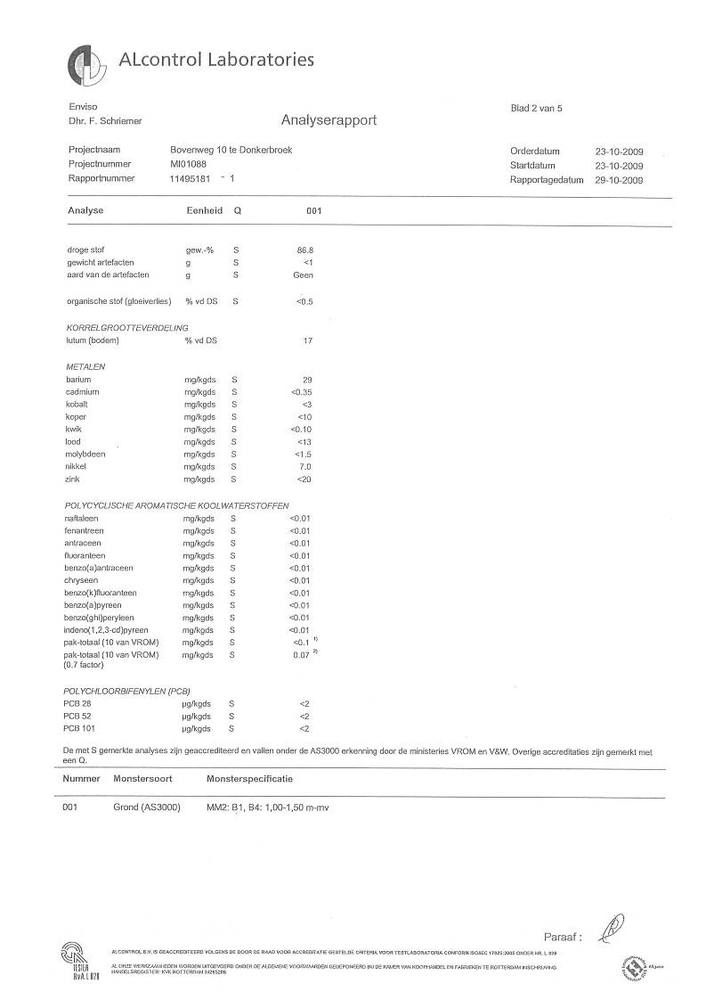 ALcontrol Laboratories
Enviso
Blad 2 van 5
Dhr. F. Schriemer
Analyserapport
Projectnaam Bovenweg 10 te Donkerbroek Orderdatum 23-10-2009
Projectnummer MI01088 Startdatum 23-10-2009
Rapportnummer 11495181 - 1 Rapportagedatum 29-10-2009
Analyse Eenheid Q 001
droge stof gew.-% S 86.8
gewicht artefacten g S <1
aard van de artefacten g S Geen
organische stof (gloeiverlies) % vd DS S <0.5
KORRELGROOTTEVERDELING
lutum (bodem) % vd DS 17
METALEN
barium mg/kgds S 29
cadmium mg/kgds S <0.35
kobalt mg/kgds S <3
koper mg/kgds S <10
kwik mg/kgds S <0.10
lood mg/kgds S <13
molybdeen mg/kgds S <1.5
nikkel mg/kgds S 7.0
zink mg/kgds S <20
POLYCYCLISCHE AROMATISCHE KOOLWATERSTOFFEN
naftaleen mg/kgds S <0.01
fenantreen mg/kgds S <0.01
antraceen mg/kgds S <0.01
fluoranteen mg/kgds S <0.01
benzo(a)antraceen mg/kgds S <0.01
chryseen mg/kgds S <0.01
benzo(k)fluoranteen mg/kgds S <0.01
benzo(a)pyreen mg/kgds S <0.01
benzo(ghi)peryleen mg/kgds S <0.01
indeno(1,2,3-cd)pyreen mg/kgds S <0.01
pak-totaal (10 van VROM) mg/kgds S <0.1 1)
pak-totaal (10 van VROM) mg/kgds S 0.07 2)
(0.7 factor)
POLYCHLOORBIFENYLEN (PCB)
PCB 28 µg/kgds S <2
PCB 52 µg/kgds S <2
PCB 101 µg/kgds S <2
De met S gemerkte analyses zijn geaccrediteerd en vallen onder de AS3000 erkenning door de ministeries VROM en V&W. Overige accreditaties zijn gemerkt met
een Q.
Nummer Monstersoort Monsterspecificatie
001 Grond (AS3000) MM2: B1, B4: 1,00-1,50 m-mv
Paraaf :
TESTEN
RvA L 028
ALCONTROL B.V. IS GEACCREDITEERD VOLGENS DE DOOR DE RAAD VOOR ACCREDITATIE GESTELDE CRITERIA VOOR TESTLABORATORIA CONFORM ISO/IEC 17025:2005 ONDER NR. L 028
AL ONZE WERKZAAMHEDEN WORDEN UITGEVOERD ONDER DE ALGEMENE VOORWAARDEN GEDEPONEERD BIJ DE KAMER VAN KOOPHANDEL EN FABRIEKEN TE ROTTERDAM INSCHRIJVING
HANDELSREGISTER: KVK ROTTERDAM 24265286